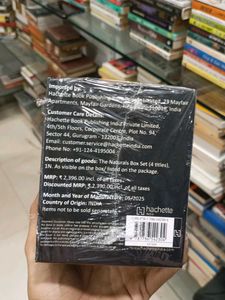 Imported by:
Hachette Book Publishing
Apartments, Mayfair Gardens, India
Customer Care Details:
Hachette Book Publishing India Private Limited,
4th/5th Floors, Corporate Centre, Plot No. 94,
Sector 44, Gurugram - 122003, India
Email: customer.service@hachetteindia.com
Phone No: +91-124-4195004
Description of goods: The Naturals Box Set (4 titles),
1N. As visible on the box/ listed on the package.
MRP: ₹ 2,396.00 incl. of all taxes
Discounted MRP: ₹ 2,390.00 incl. of all taxes
Month and Year of Manufacture: 06/2025
Country of Origin: INDIA
Items not to be sold separately
hachette